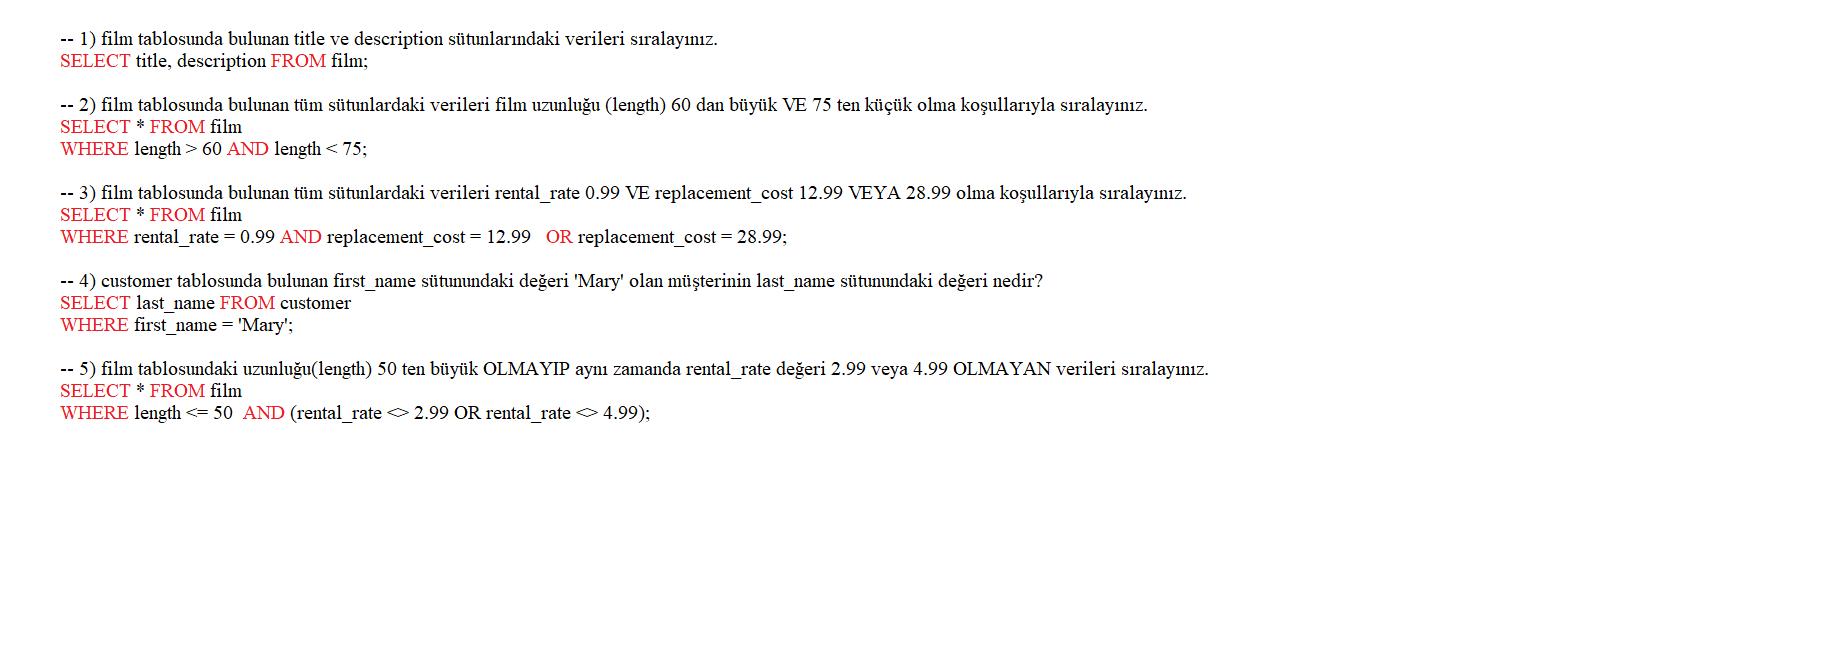 -- 1) film tablosunda bulunan title ve description sütunlarındaki verileri sıralayınız.
SELECT title, description FROM film;
-- 2) film tablosunda bulunan tüm sütunlardaki verileri film uzunluğu (length) 60 dan büyük VE 75 ten küçük olma koşullarıyla sıralayınız.
SELECT * FROM film
WHERE length > 60 AND length < 75;
-- 3) film tablosunda bulunan tüm sütunlardaki verileri rental_rate 0.99 VE replacement_cost 12.99 VEYA 28.99 olma koşullarıyla sıralayınız.
SELECT * FROM film
WHERE rental_rate = 0.99 AND replacement_cost = 12.99   OR replacement_cost = 28.99;
-- 4) customer tablosunda bulunan first_name sütunundaki değeri 'Mary' olan müşterinin last_name sütunundaki değeri nedir?
SELECT last_name FROM customer
WHERE first_name = 'Mary';
-- 5) film tablosundaki uzunluğu(length) 50 ten büyük OLMAYIP aynı zamanda rental_rate değeri 2.99 veya 4.99 OLMAYAN verileri sıralayınız.
SELECT * FROM film
WHERE length <= 50  AND (rental_rate <> 2.99 OR rental_rate <> 4.99);